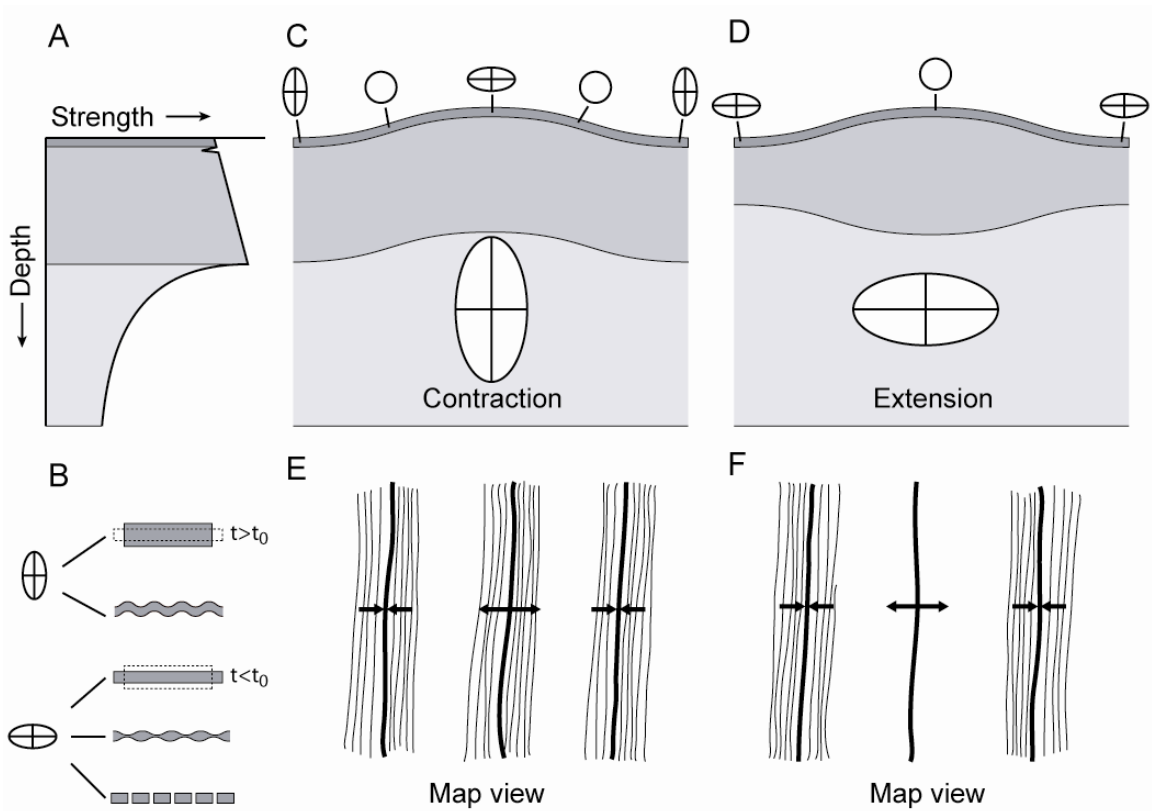 A
Strength
Depth
B
t>t₀
t<t₀
C
Contraction
D
Extension
E
Map view
F
Map view